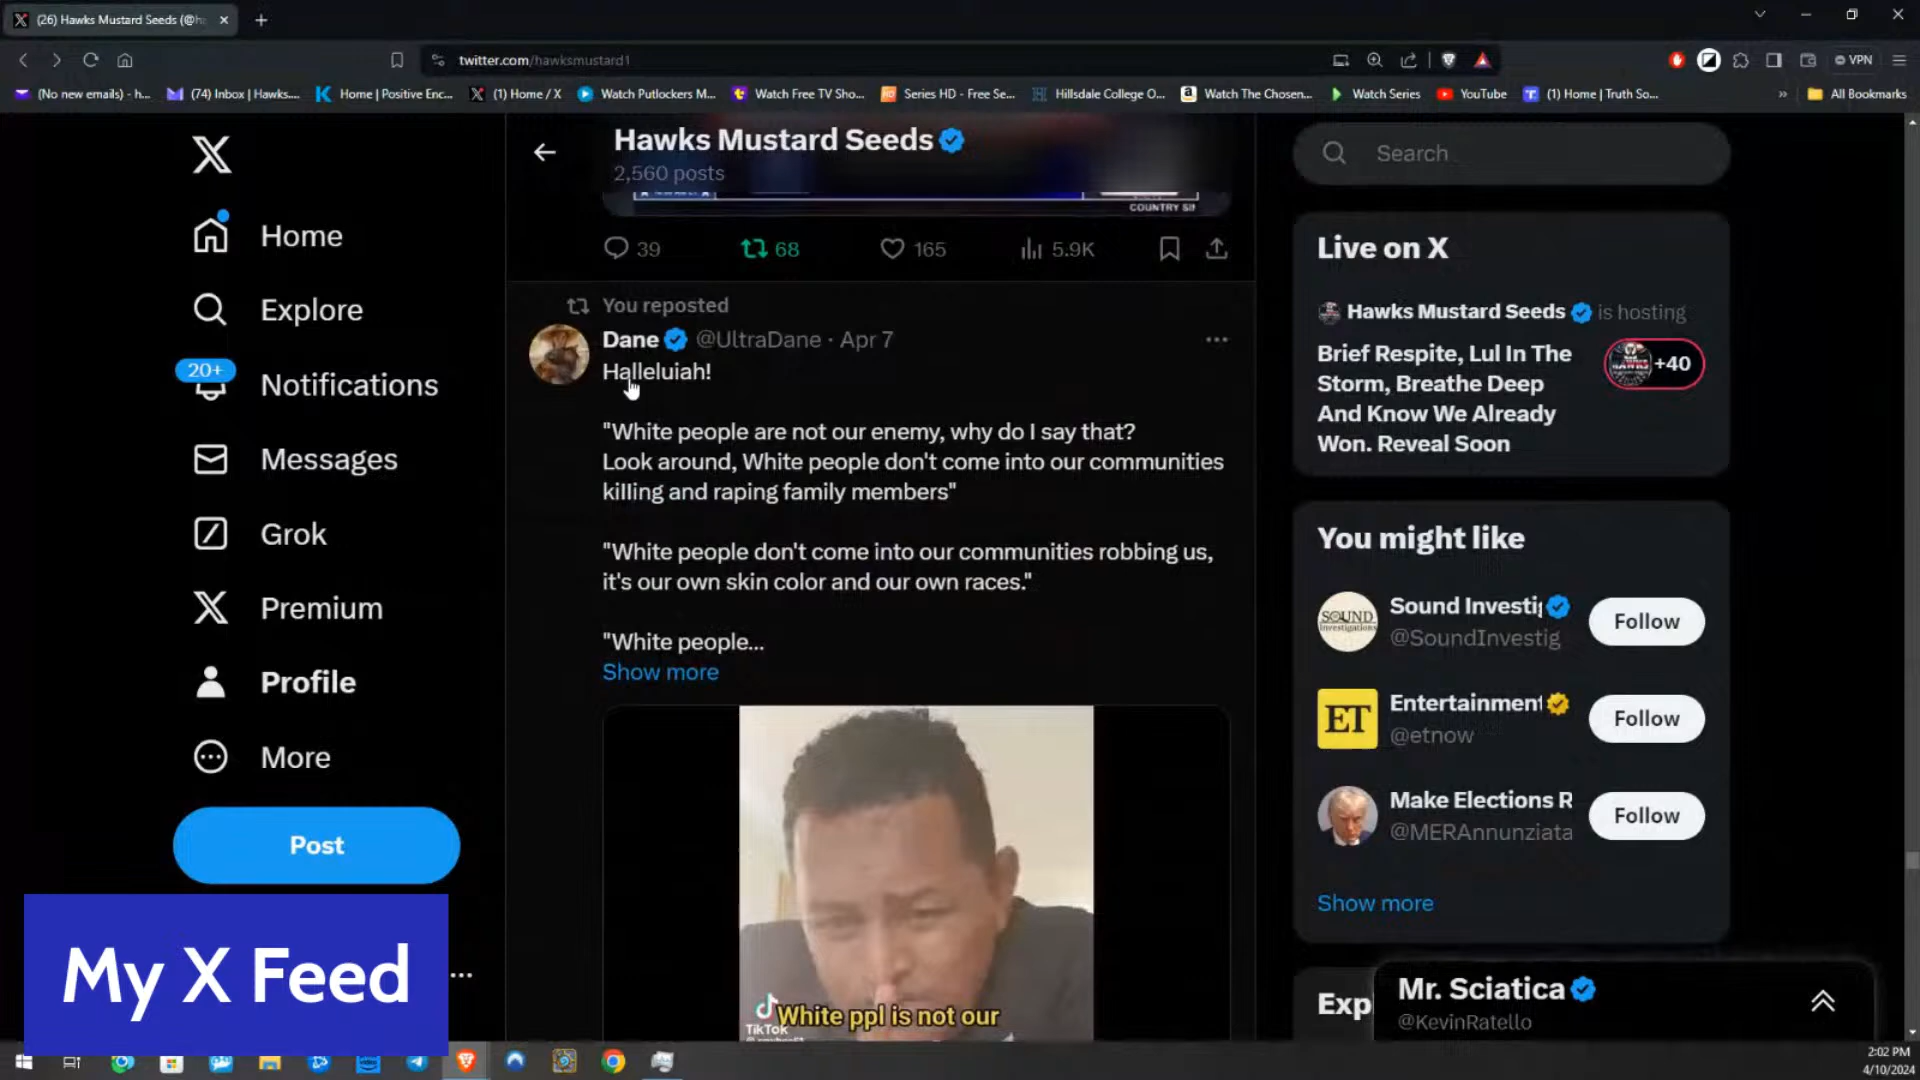 (26) Hawks Mustard Seeds (@h
twitter.com/hawksmustard1
VPN
(No new emails) - h...
(74) Inbox | Hawks....
Home | Positive Enc...
(1) Home / X
Watch Putlockers M...
Watch Free TV Sho...
Series HD - Free Se...
Hillsdale College O...
Watch The Chosen...
Watch Series
YouTube
(1) Home | Truth So...
All Bookmarks
Home
Explore
20+
Notifications
Messages
Grok
Premium
Profile
More
Post
My X Feed
Hawks Mustard Seeds
2,560 posts
39
68
165
5.9K
You reposted
Dane @UltraDane · Apr 7
Halleluiah!
"White people are not our enemy, why do I say that?
Look around, White people don't come into our communities
killing and raping family members"
"White people don't come into our communities robbing us,
it's our own skin color and our own races."
"White people...
Show more
White ppl is not our
TikTok
Search
Live on X
Hawks Mustard Seeds is hosting
Brief Respite, Lul In The
Storm, Breathe Deep
And Know We Already
Won. Reveal Soon
+40
You might like
Sound Investi
@SoundInvestig
Follow
ET
Entertainment
@etnow
Follow
Make Elections R
@MERAnnunziata
Follow
Show more
Exp
Mr. Sciatica
@KevinRatello
2:02 PM
4/10/2024